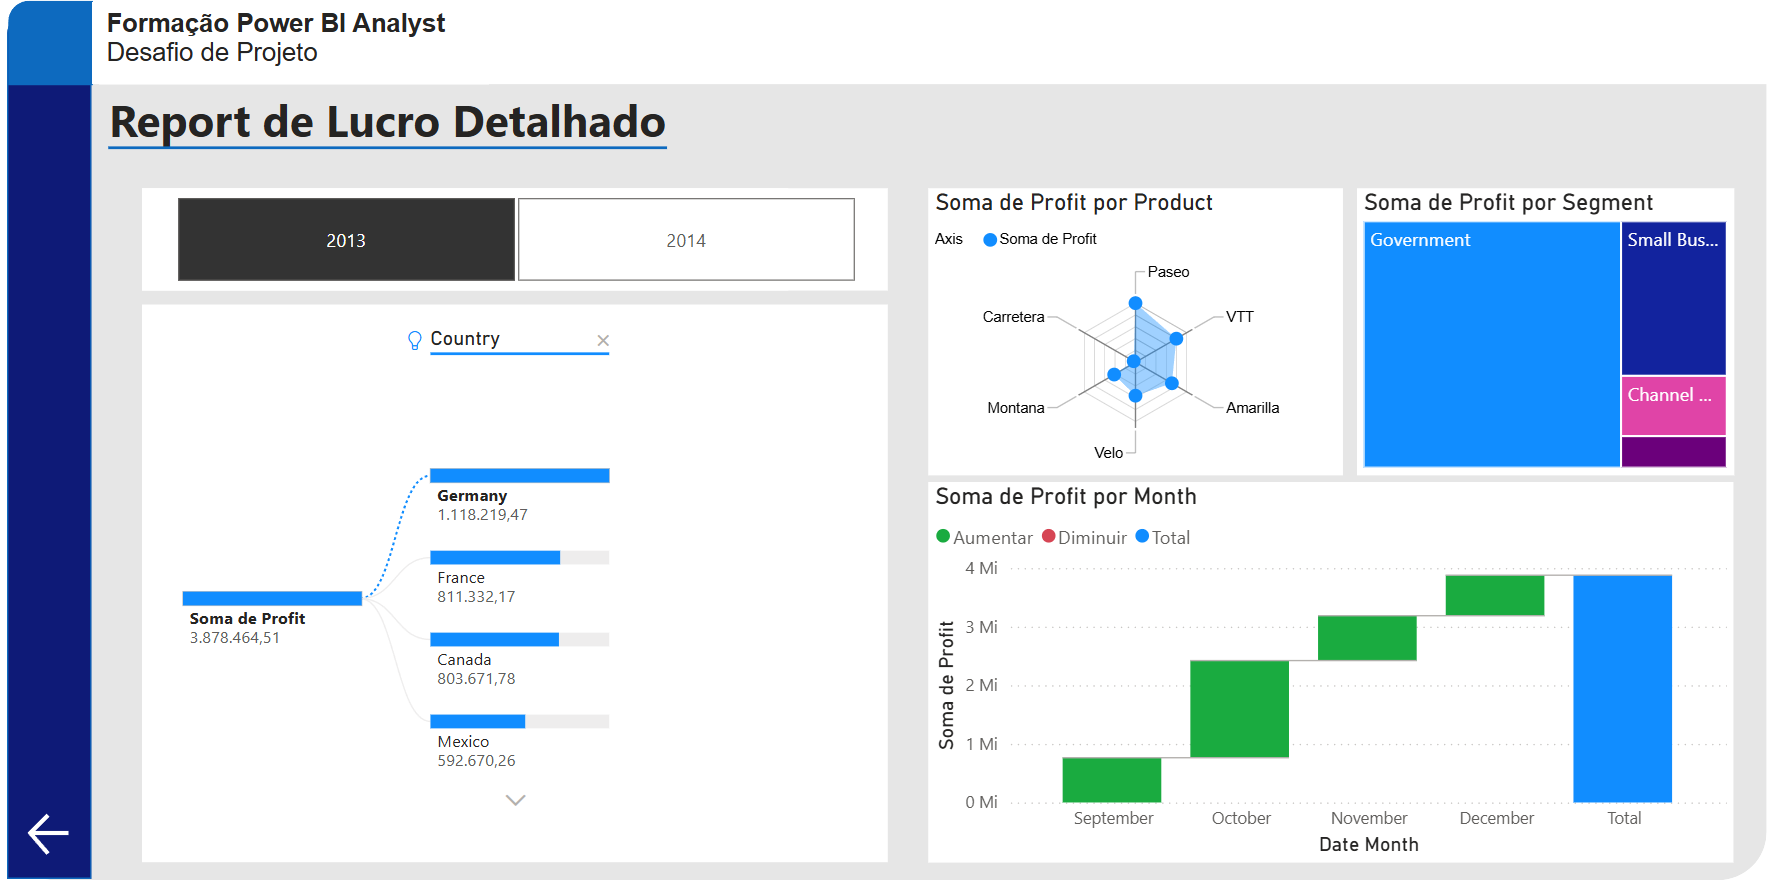 Formação Power BI Analyst
Desafio de Projeto
Report de Lucro Detalhado
2013
2014
Country
Soma de Profit
3.878.464,51
Germany
1.118.219,47
France
811.332,17
Canada
803.671,78
Mexico
592.670,26
Soma de Profit por Product
Axis
Soma de Profit
Paseo
VTT
Amarilla
Velo
Montana
Carretera
Soma de Profit por Segment
Government
Small Bus...
Channel ...
Soma de Profit por Month
Aumentar
Diminuir
Total
Soma de Profit
4 Mi
3 Mi
2 Mi
1 Mi
0 Mi
September
October
November
December
Total
Date Month